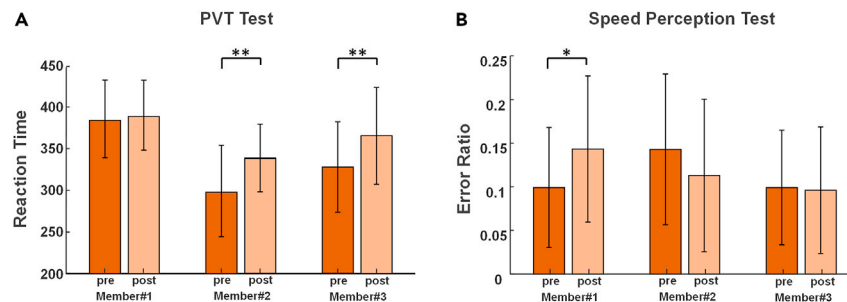 A
PVT Test
Reaction Time
450
400
350
300
250
200
**
**
pre post pre post pre post
Member#1 Member#2 Member#3
B
Speed Perception Test
Error Ratio
0.25
0.2
0.15
0.1
0.05
0
*
pre post pre post pre post
Member#1 Member#2 Member#3